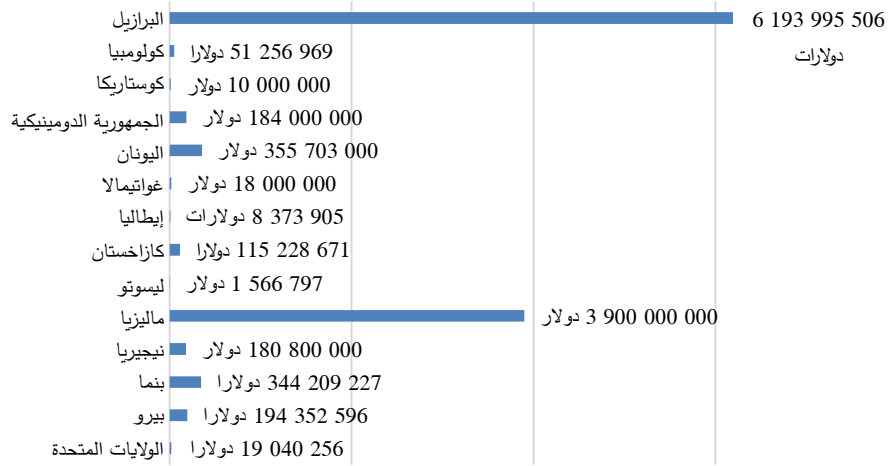 البرازيل 6 193 995 506 دولارات
كولومبيا 51 256 969 دولارا
كوستاريكا 10 000 000 دولار
الجمهورية الدومينيكية 184 000 000 دولار
اليونان 355 703 000 دولار
غواتيمالا 18 000 000 دولار
إيطاليا 8 373 905 دولارات
كازاخستان 115 228 671 دولارا
ليسوتو 1 566 797 دولار
ماليزيا 3 900 000 000 دولار
نيجيريا 180 800 000 دولار
بنما 344 209 227 دولارا
بيرو 194 352 596 دولارا
الولايات المتحدة 19 040 256 دولارا